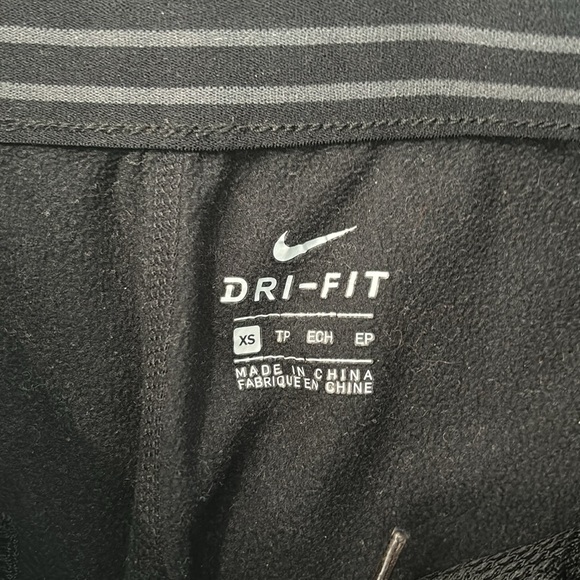 DRI-FIT
XS TP ECH EP
MADE IN CHINA
FABRIQUE EN CHINE